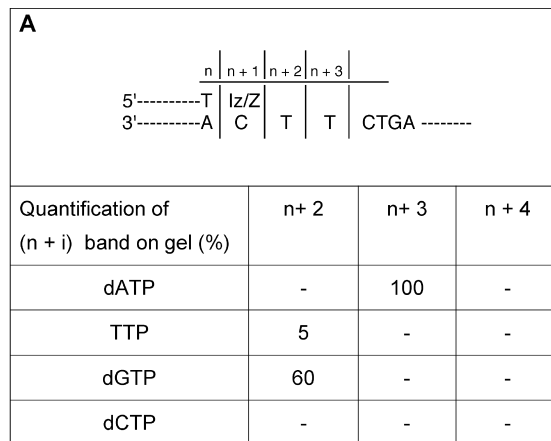 A
n n + 1 n + 2 n + 3
5'----------T Iz/Z
3'----------A C T T CTGA --------
Quantification of (n + i) band on gel (%) n+ 2 n+ 3 n + 4
dATP - 100 -
TTP 5 - -
dGTP 60 - -
dCTP - - -